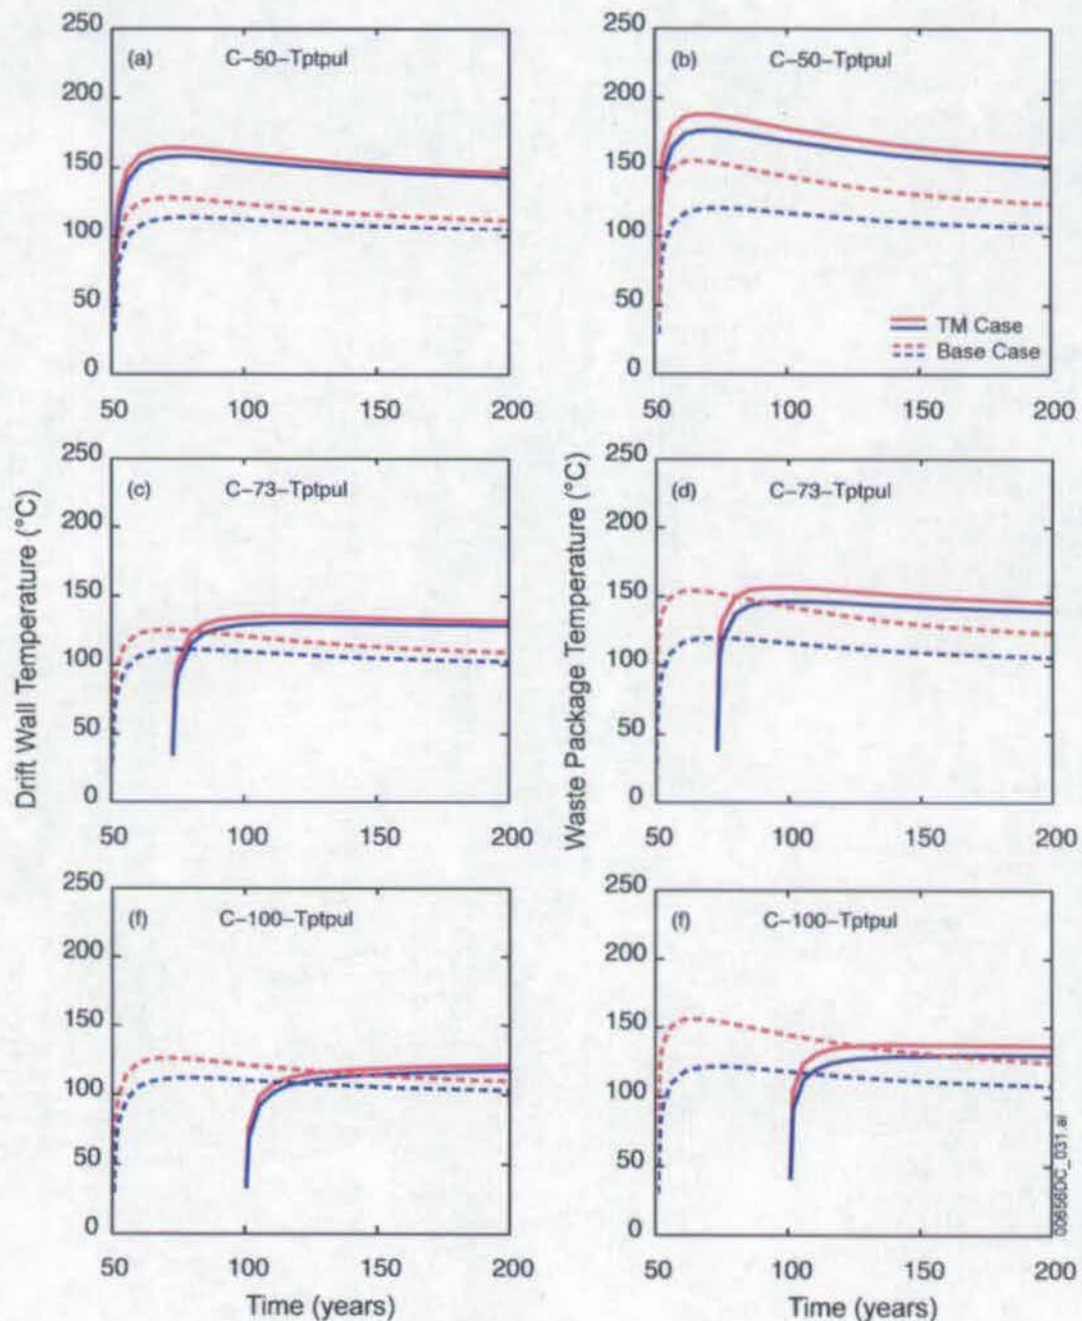 250
(a) C–50–Tptpul
200
150
100
50
0
50 100 150 200
250
(b) C–50–Tptpul
200
150
100
50
TM Case
Base Case
0
50 100 150 200
250
(c) C–73–Tptpul
200
150
100
50
0
50 100 150 200
250
(d) C–73–Tptpul
200
150
100
50
0
50 100 150 200
Drift Wall Temperature (°C)
Waste Package Temperature (°C)
250
(f) C–100–Tptpul
200
150
100
50
0
50 100 150 200
Time (years)
250
(f) C–100–Tptpul
200
150
100
50
0
50 100 150 200
Time (years)
00656DC_031.ai